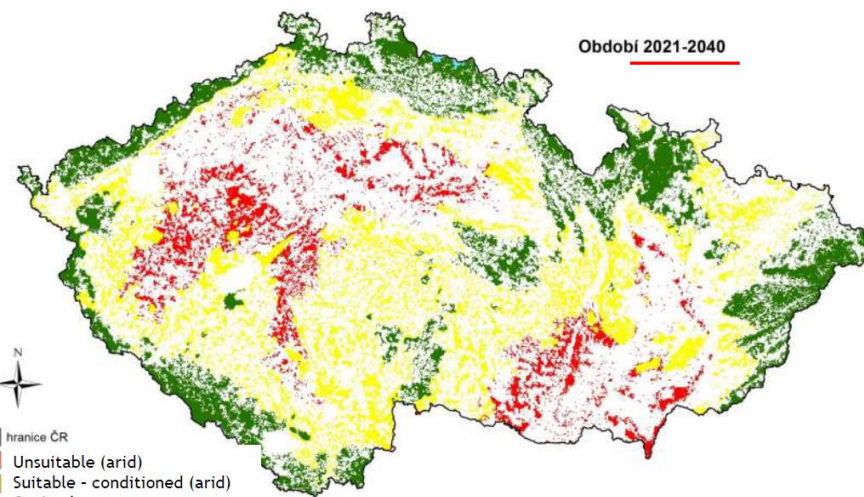 Období 2021-2040
N
hranice ČR
Unsuitable (arid)
Suitable - conditioned (arid)